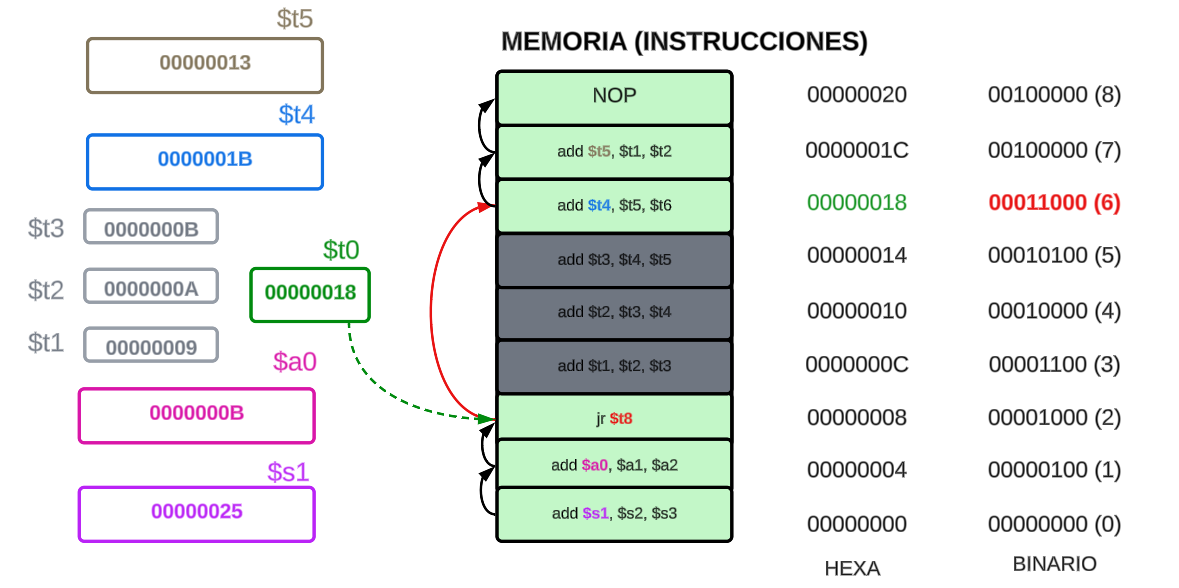 $t5
00000013
$t4
0000001B
$t3
0000000B
$t2
0000000A
$t1
00000009
$t0
00000018
$a0
0000000B
$s1
00000025
MEMORIA (INSTRUCCIONES)
NOP 00000020 00100000 (8)
add $t5, $t1, $t2 0000001C 00100000 (7)
add $t4, $t5, $t6 00000018 00011000 (6)
add $t3, $t4, $t5 00000014 00010100 (5)
add $t2, $t3, $t4 00000010 00010000 (4)
add $t1, $t2, $t3 0000000C 00001100 (3)
jr $t8 00000008 00001000 (2)
add $a0, $a1, $a2 00000004 00000100 (1)
add $s1, $s2, $s3 00000000 00000000 (0)
HEXA BINARIO